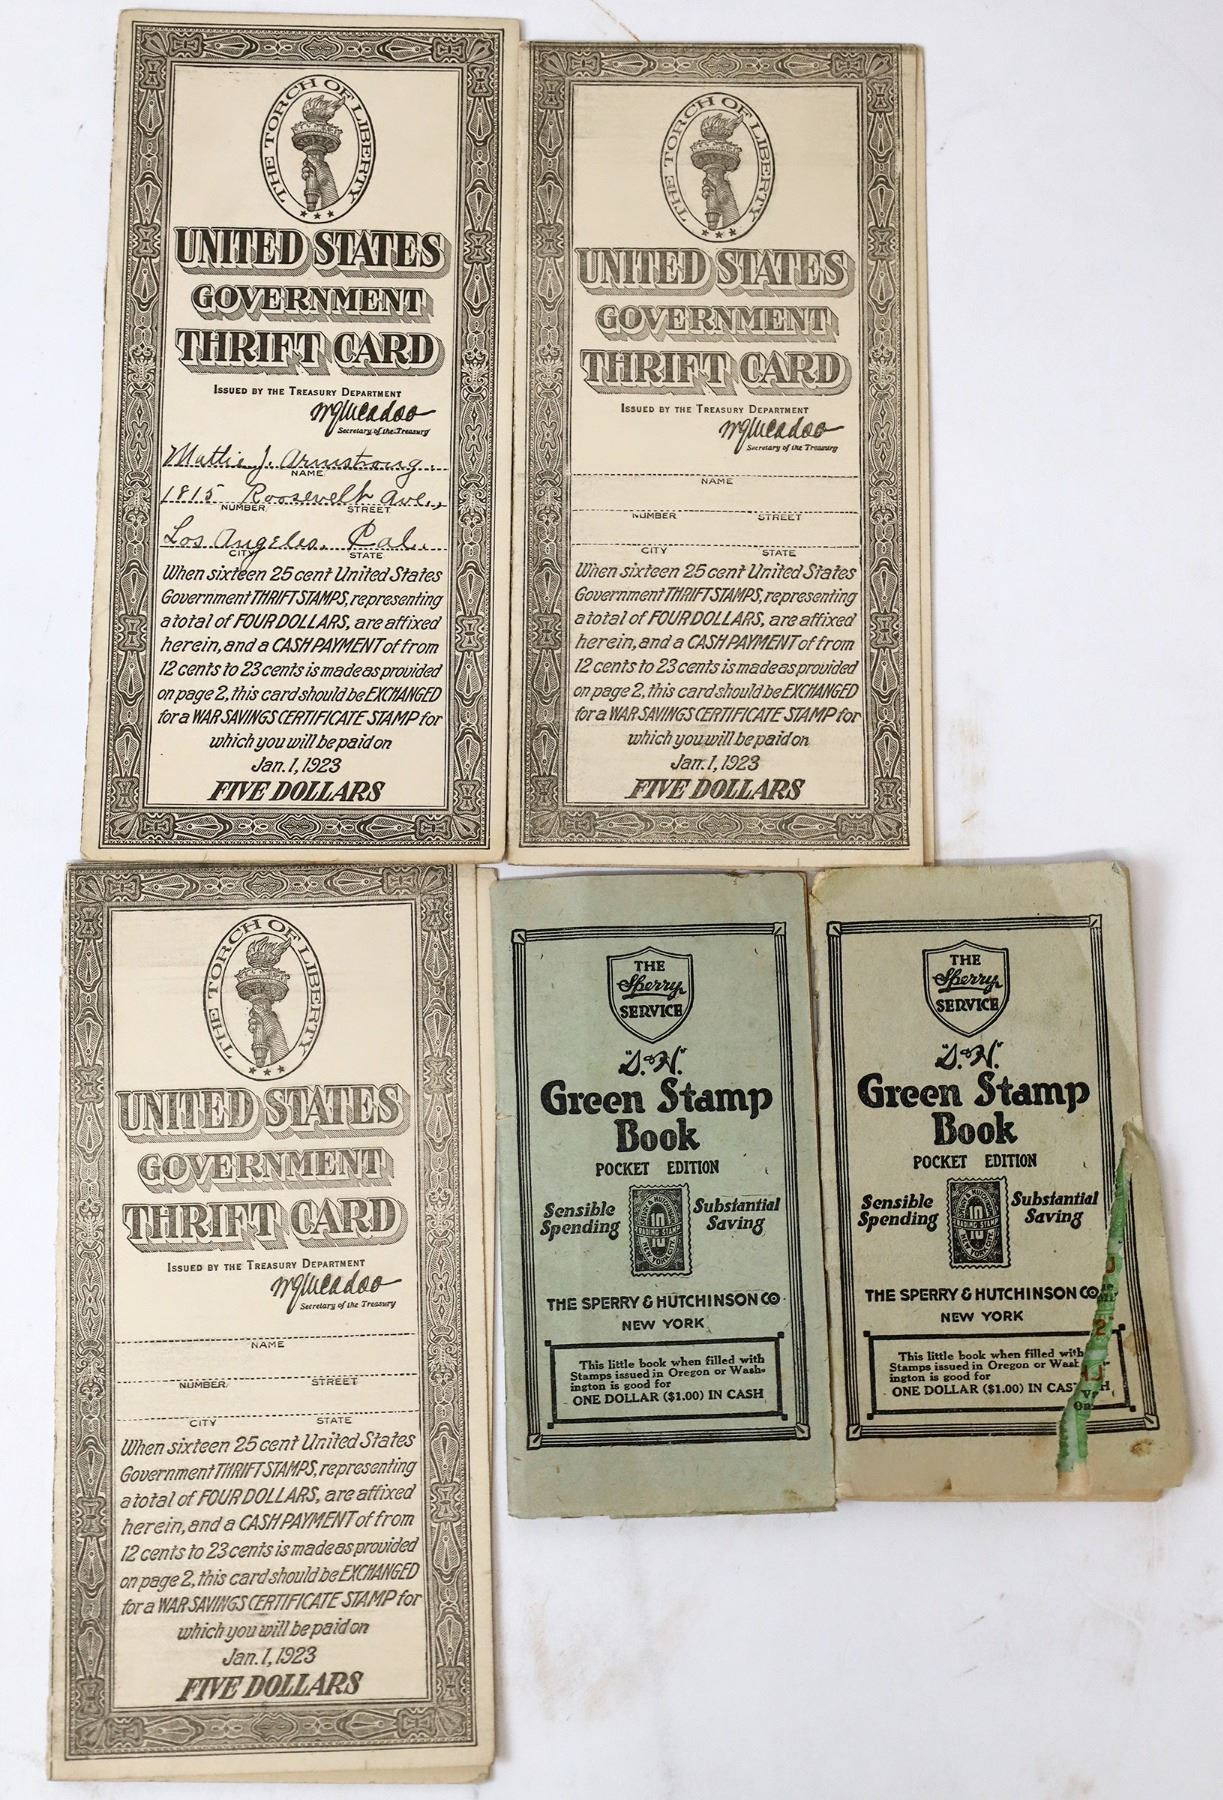 THE TORCH OF LIBERTY
UNITED STATES
GOVERNMENT
THRIFT CARD
ISSUED BY THE TREASURY DEPARTMENT
W G McAdoo
Secretary of the Treasury
Mattie J. Armstrong.
NAME
1815 Roosevelt Ave.,
NUMBER STREET
Los Angeles. Cal.
CITY STATE
When sixteen 25 cent United States
Government THRIFT STAMPS, representing
a total of FOUR DOLLARS, are affixed
herein, and a CASH PAYMENT of from
12 cents to 23 cents is made as provided
on page 2, this card should be EXCHANGED
for a WAR SAVINGS CERTIFICATE STAMP for
which you will be paid on
Jan. 1, 1923
FIVE DOLLARS
THE TORCH OF LIBERTY
UNITED STATES
GOVERNMENT
THRIFT CARD
ISSUED BY THE TREASURY DEPARTMENT
W G McAdoo
Secretary of the Treasury
NAME
NUMBER STREET
CITY STATE
When sixteen 25 cent United States
Government THRIFT STAMPS, representing
a total of FOUR DOLLARS, are affixed
herein, and a CASH PAYMENT of from
12 cents to 23 cents is made as provided
on page 2, this card should be EXCHANGED
for a WAR SAVINGS CERTIFICATE STAMP for
which you will be paid on
Jan. 1, 1923
FIVE DOLLARS
THE TORCH OF LIBERTY
UNITED STATES
GOVERNMENT
THRIFT CARD
ISSUED BY THE TREASURY DEPARTMENT
W G McAdoo
Secretary of the Treasury
NAME
NUMBER STREET
CITY STATE
When sixteen 25 cent United States
Government THRIFT STAMPS, representing
a total of FOUR DOLLARS, are affixed
herein, and a CASH PAYMENT of from
12 cents to 23 cents is made as provided
on page 2, this card should be EXCHANGED
for a WAR SAVINGS CERTIFICATE STAMP for
which you will be paid on
Jan. 1, 1923
FIVE DOLLARS
THE
Sperry
SERVICE
"S. & H."
Green Stamp
Book
POCKET EDITION
Sensible Substantial
Spending Saving
THE SPERRY & HUTCHINSON CO
NEW YORK
This little book when filled with
Stamps issued in Oregon or Wash-
ington is good for
ONE DOLLAR ($1.00) IN CASH
THE
Sperry
SERVICE
"S. & H."
Green Stamp
Book
POCKET EDITION
Sensible Substantial
Spending Saving
THE SPERRY & HUTCHINSON CO
NEW YORK
This little book when filled with
Stamps issued in Oregon or Wash
ington is good for
ONE DOLLAR ($1.00) IN CASH